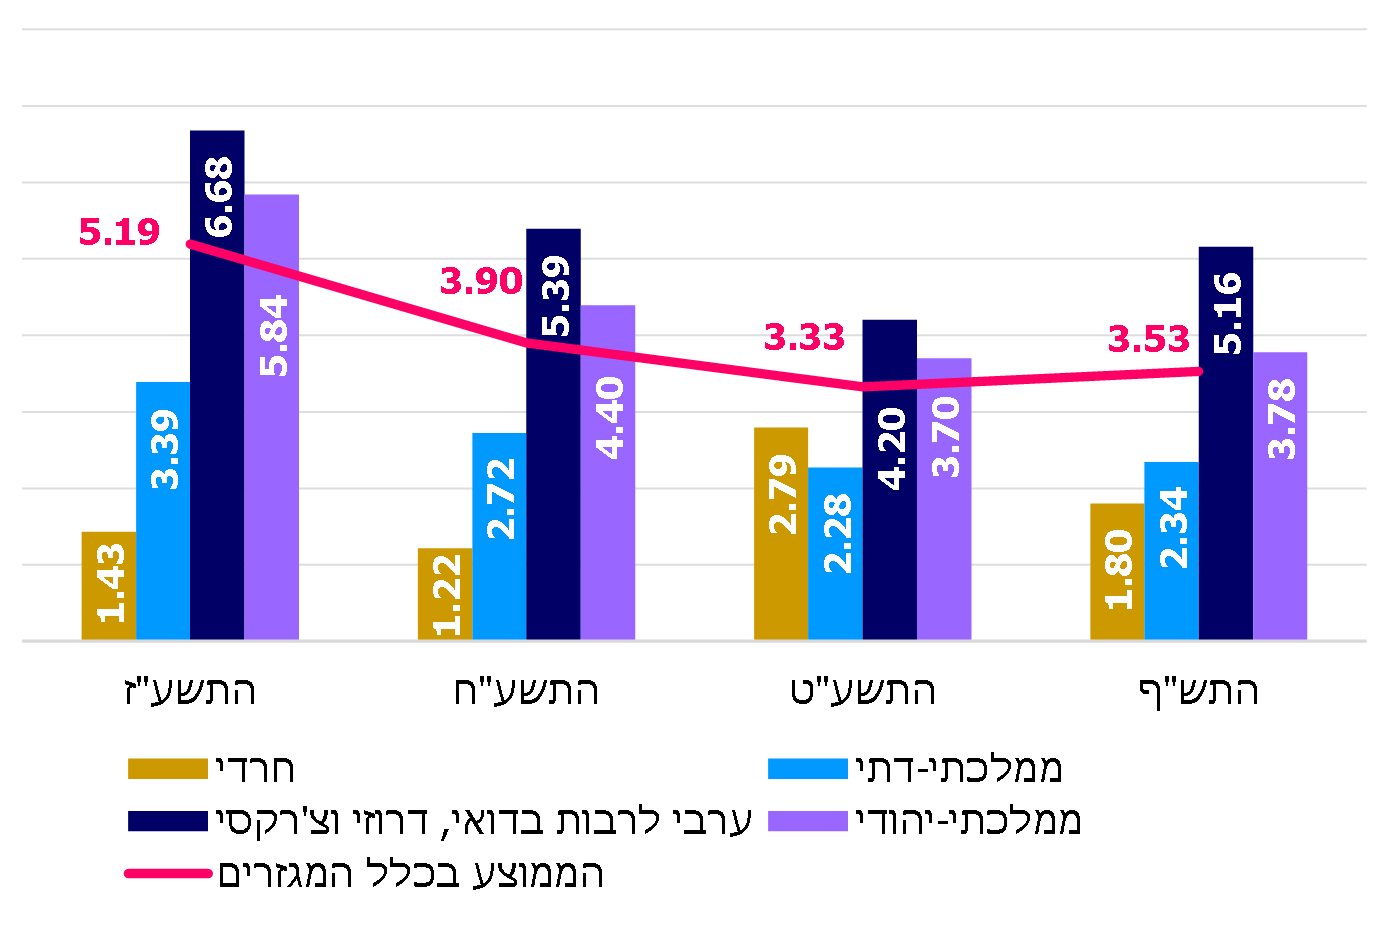 5.19
3.90
3.33
3.53
1.43
3.39
6.68
5.84
1.22
2.72
5.39
4.40
2.79
2.28
4.20
3.70
1.80
2.34
5.16
3.78
התשע"ז
התשע"ח
התשע"ט
התש"ף
חרדי
ממלכתי-דתי
ערבי לרבות בדואי, דרוזי וצ'רקסי
ממלכתי-יהודי
הממוצע בכלל המגזרים